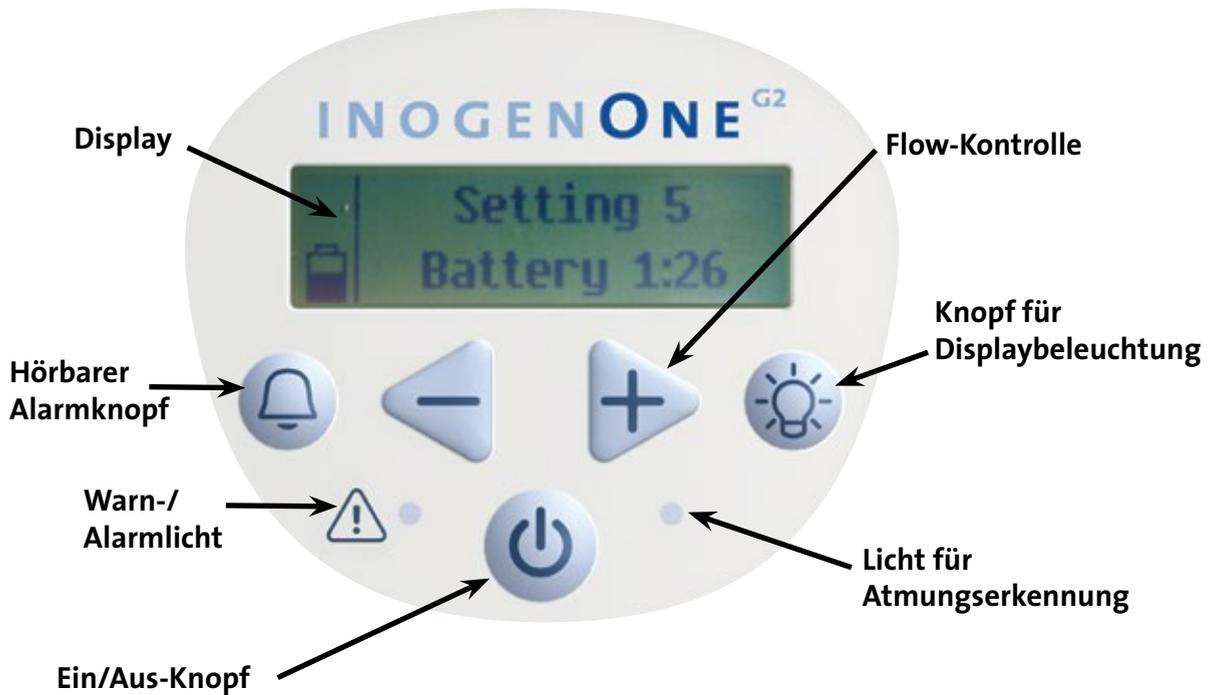 INOGENONE G2
Display
Flow-Kontrolle
Setting 5
Battery 1:26
Knopf für
Displaybeleuchtung
Hörbarer
Alarmknopf
Warn-/
Alarmlicht
Licht für
Atmungserkennung
Ein/Aus-Knopf